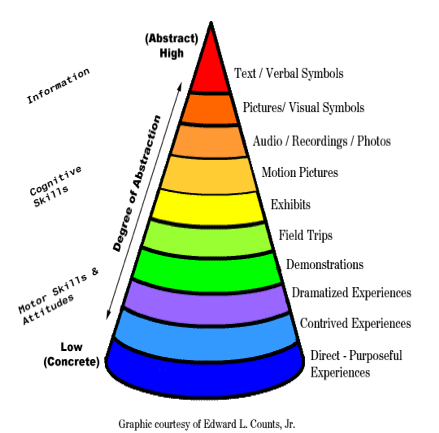 (Abstract)
High
Information
Text / Verbal Symbols
Pictures/ Visual Symbols
Audio / Recordings / Photos
Degree of Abstraction
Motion Pictures
Cognitive
Skills
Exhibits
Field Trips
Demonstrations
Motor Skills &
Attitudes
Dramatized Experiences
Contrived Experiences
Low
(Concrete)
Direct - Purposeful
Experiences
Graphic courtesy of Edward L. Counts, Jr.